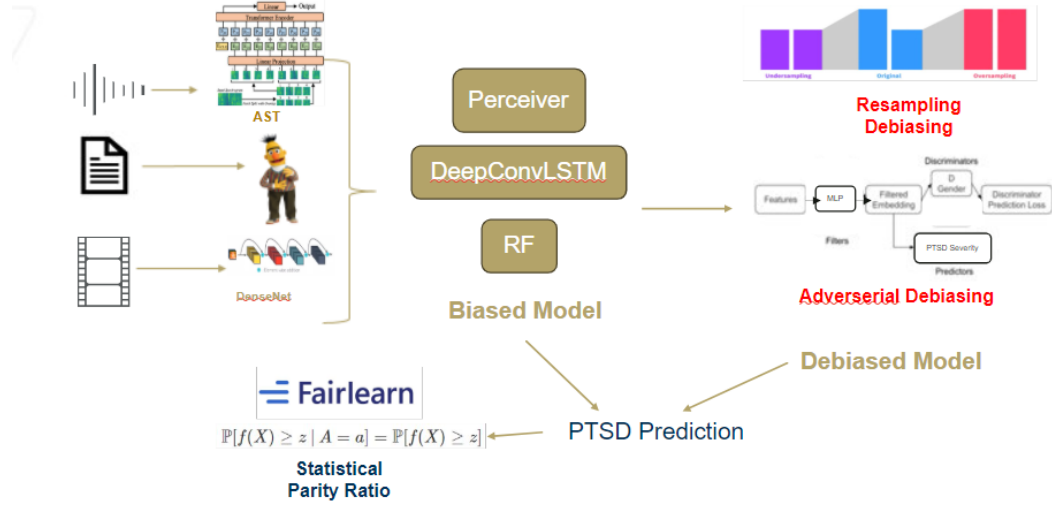 7
Linear
Output
Transformer Encoder
Linear Projection
AST
DenseNet
Perceiver
DeepConvLSTM
RF
Biased Model
Undersampling
Original
Oversampling
Resampling
Debiasing
Discriminators
Features
MLP
Filtered
Embedding
D
Gender
Discriminator
Prediction Loss
Filters
PTSD Severity
Predictors
Adverserial Debiasing
Debiased Model
PTSD Prediction
Fairlearn
ℙ[f(X) ≥ z | A = a] = ℙ[f(X) ≥ z]
Statistical
Parity Ratio